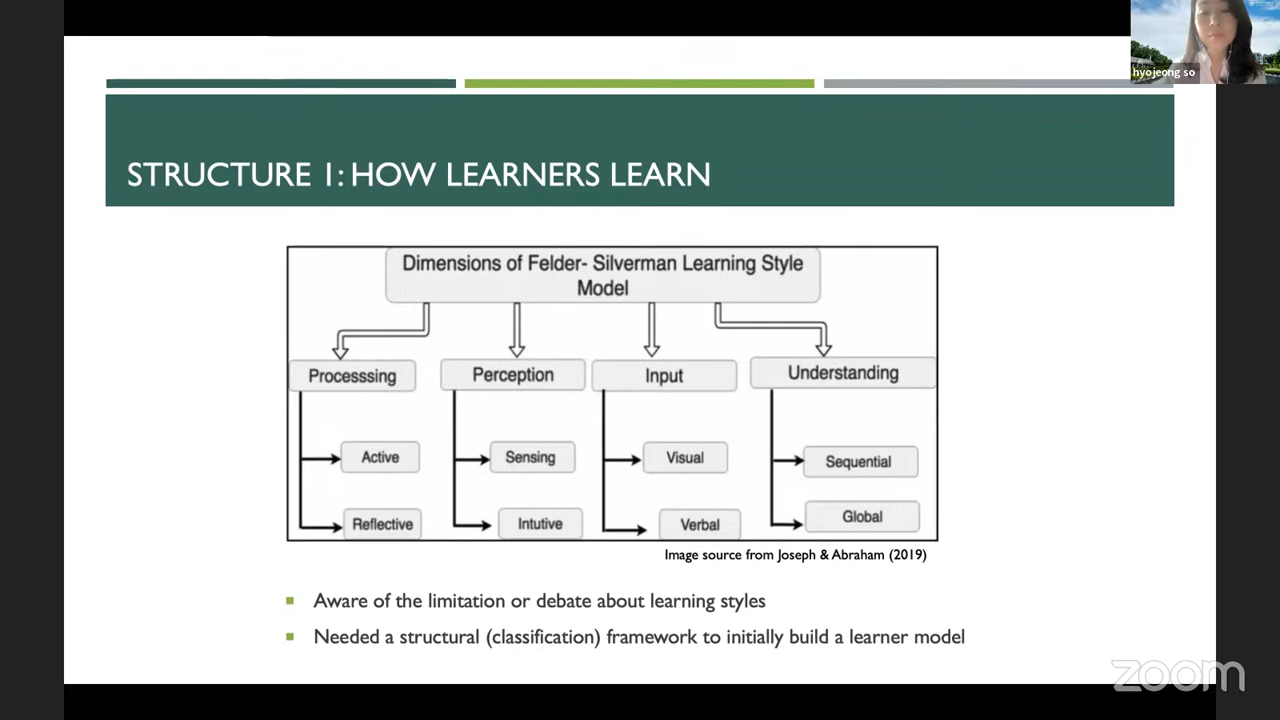 hyojeong so
STRUCTURE 1: HOW LEARNERS LEARN
Dimensions of Felder- Silverman Learning Style
Model
Processsing
Perception
Input
Understanding
Active
Sensing
Visual
Sequential
Reflective
Intutive
Verbal
Global
Image source from Joseph & Abraham (2019)
Aware of the limitation or debate about learning styles
Needed a structural (classification) framework to initially build a learner model
zoom